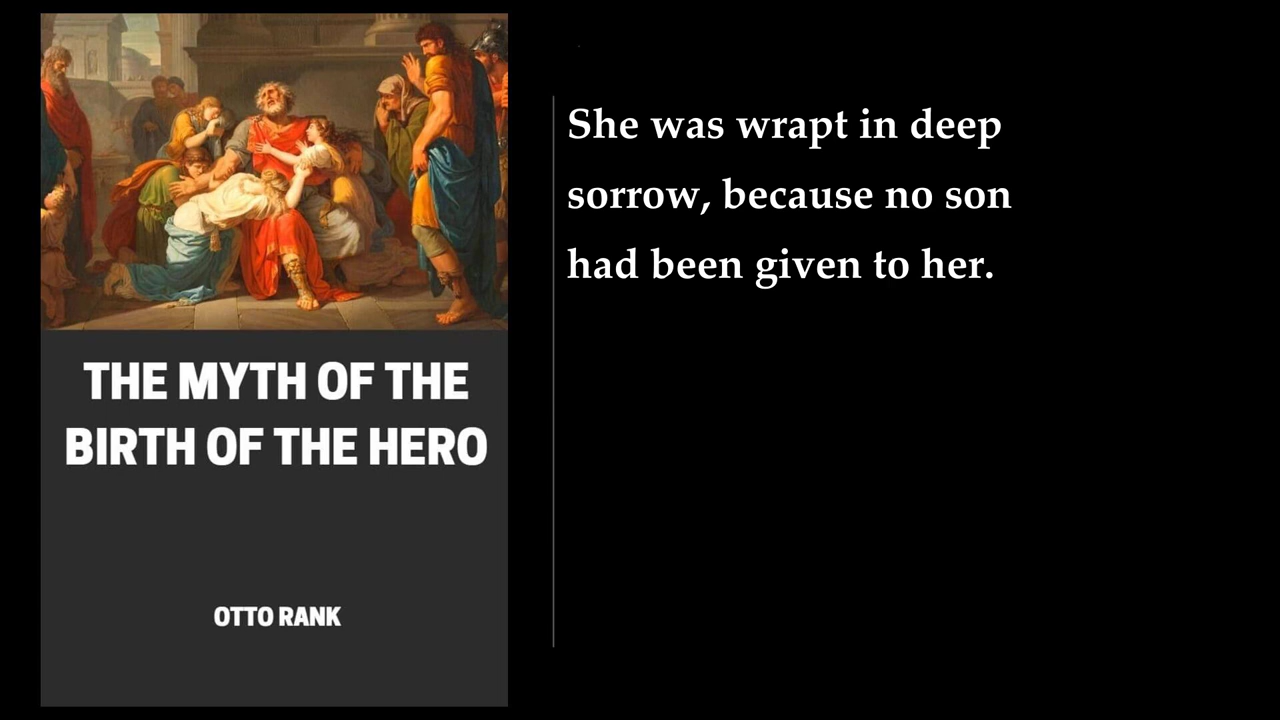 THE MYTH OF THE
BIRTH OF THE HERO
OTTO RANK
She was wrapt in deep
sorrow, because no son
had been given to her.